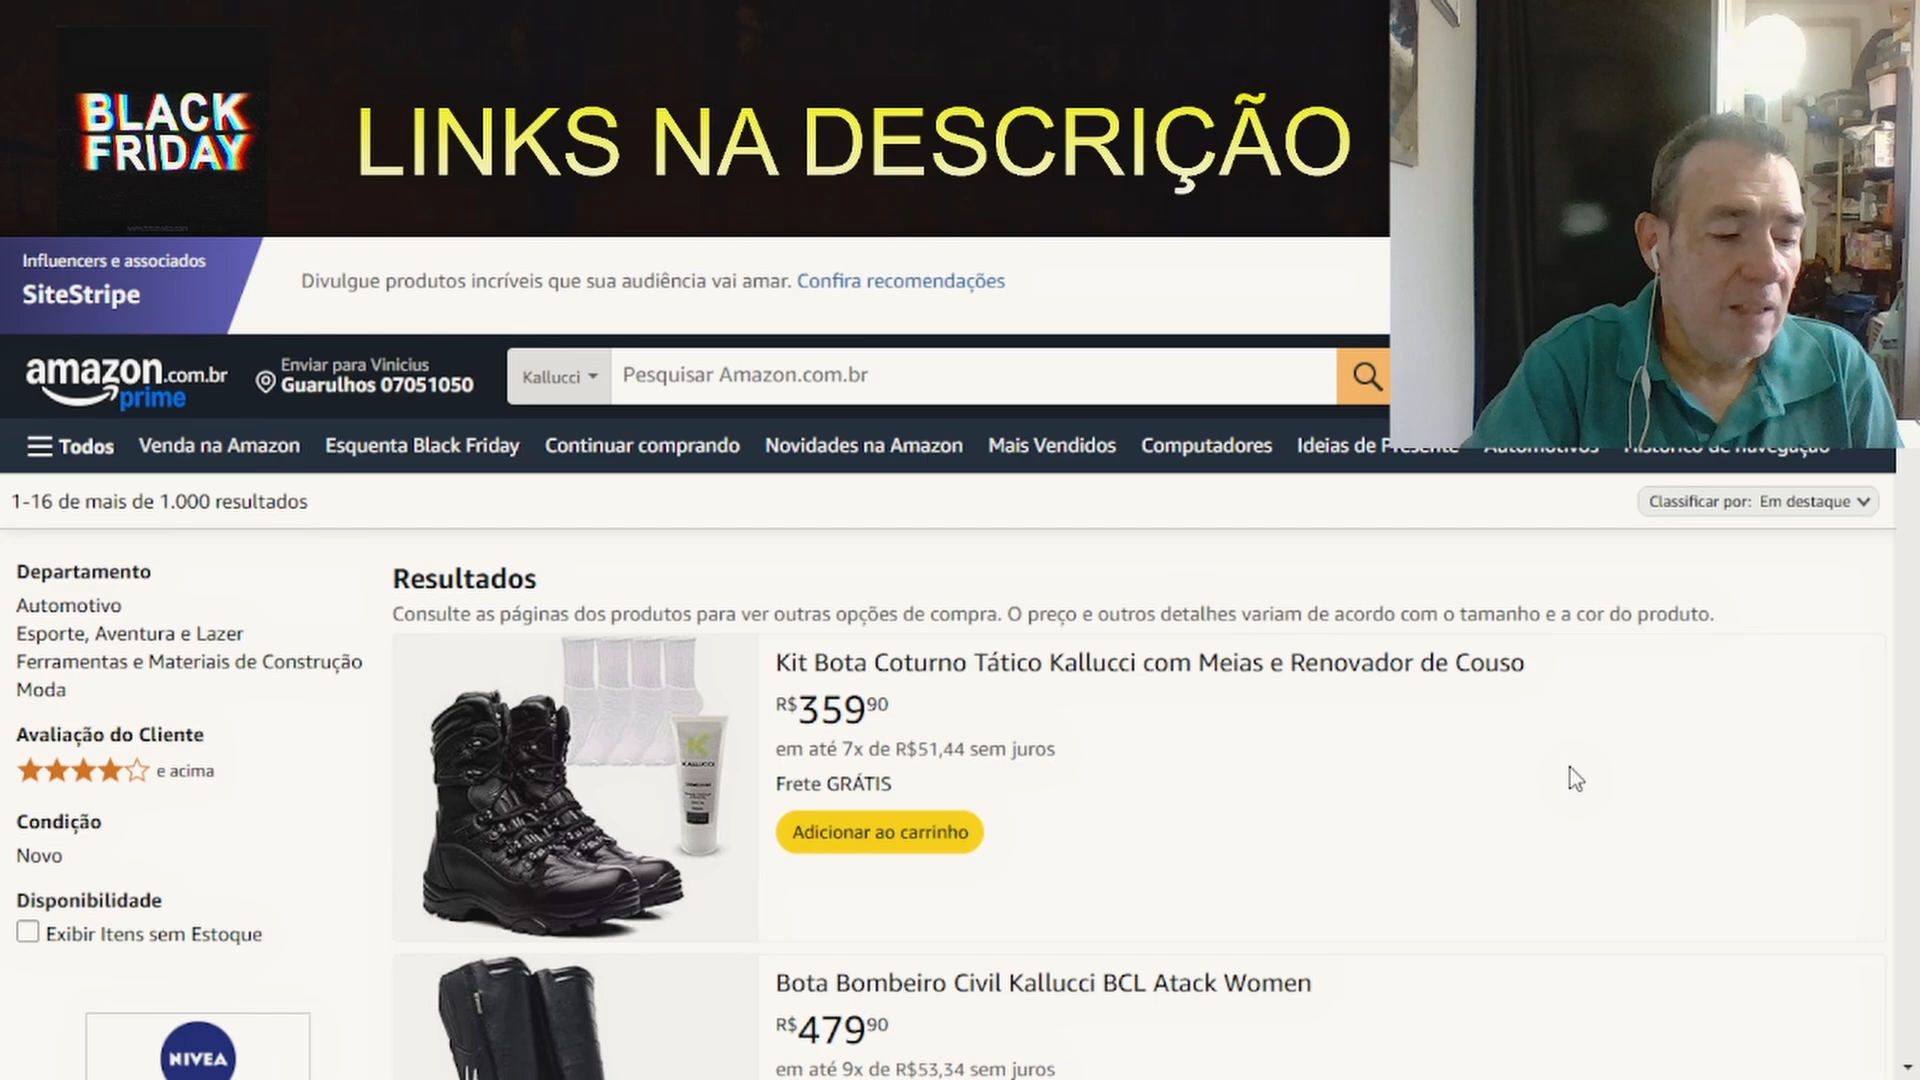 BLACK
FRIDAY
LINKS NA DESCRIÇÃO
Influencers e associados
SiteStripe
Divulgue produtos incríveis que sua audiência vai amar. Confira recomendações
amazon.com.br
prime
Enviar para Vinicius
Guarulhos 07051050
Kallucci
Pesquisar Amazon.com.br
Todos
Venda na Amazon
Esquenta Black Friday
Continuar comprando
Novidades na Amazon
Mais Vendidos
Computadores
Ideias de Presente
Automotivos
Histórico de navegação
1-16 de mais de 1.000 resultados
Classificar por: Em destaque
Departamento
Automotivo
Esporte, Aventura e Lazer
Ferramentas e Materiais de Construção
Moda
Avaliação do Cliente
e acima
Condição
Novo
Disponibilidade
Exibir Itens sem Estoque
NIVEA
Resultados
Consulte as páginas dos produtos para ver outras opções de compra. O preço e outros detalhes variam de acordo com o tamanho e a cor do produto.
K
KALLUCCI
Kit Bota Coturno Tático Kallucci com Meias e Renovador de Couso
R$35990
em até 7x de R$51,44 sem juros
Frete GRÁTIS
Adicionar ao carrinho
Bota Bombeiro Civil Kallucci BCL Atack Women
R$47990
em até 9x de R$53,34 sem juros